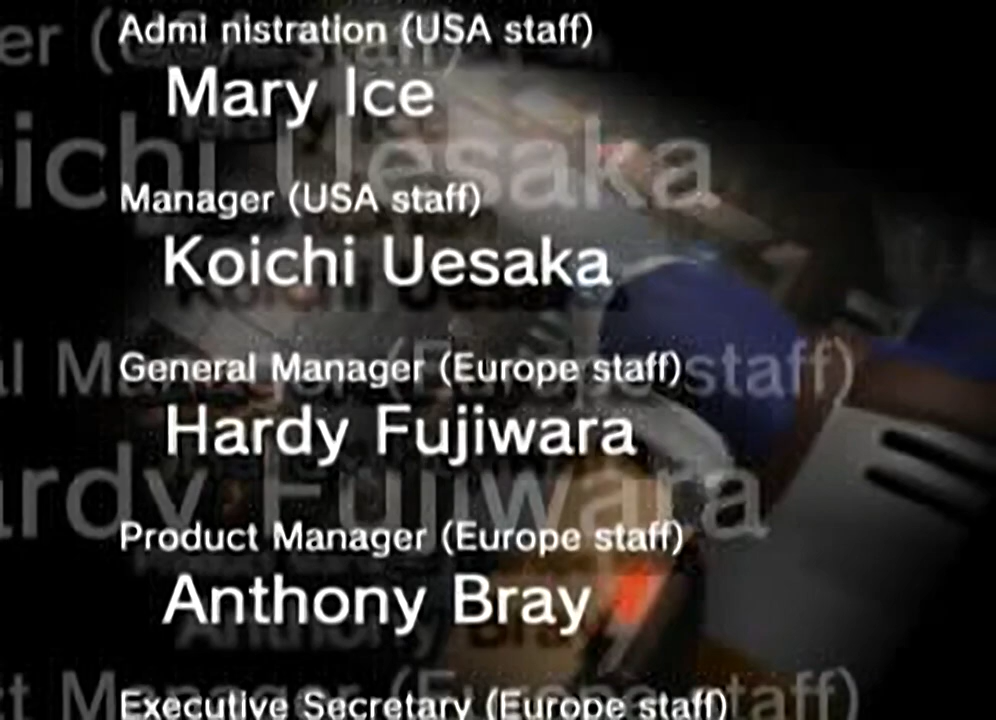 Admi nistration (USA staff)
Mary Ice
Manager (USA staff)
Koichi Uesaka
General Manager (Europe staff)
Hardy Fujiwara
Product Manager (Europe staff)
Anthony Bray
Executive Secretary (Europe staff)